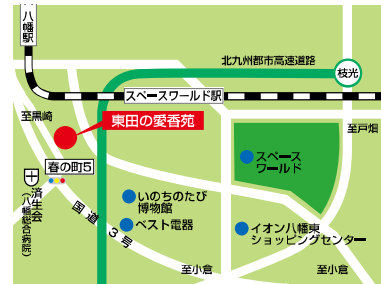 八幡駅
北九州都市高速道路
枝光
スペースワールド駅
至黒崎
東田の愛香苑
至戸畑
春の町5
スペース
ワールド
済生会
(八幡総合病院)
いのちのたび
博物館
国道3号
ベスト電器
イオン八幡東
ショッピングセンター
至小倉
至小倉